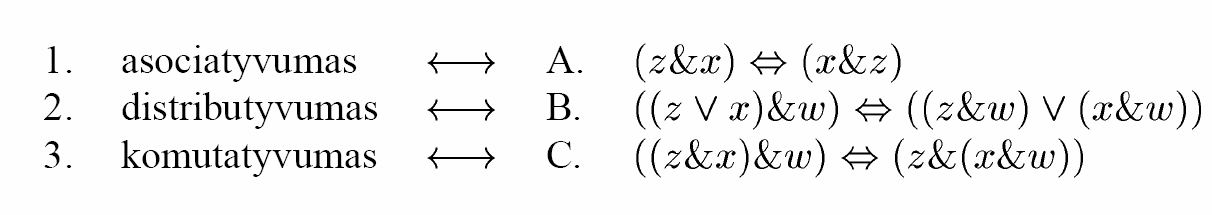 1. asociatyvumas ⟷ A. (z&x) ⇔ (x&z)
2. distributyvumas ⟷ B. ((z ∨ x)&w) ⇔ ((z&w) ∨ (x&w))
3. komutatyvumas ⟷ C. ((z&x)&w) ⇔ (z&(x&w))